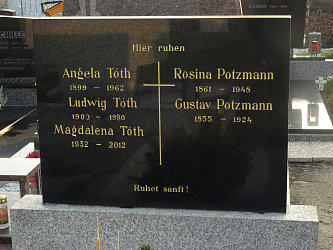 Hier ruhen
Angela Tóth
1899 - 1962
Ludwig Tóth
1903 - 1980
Magdalena Tóth
1932 - 2012
Rosina Potzmann
1861 - 1948
Gustav Potzmann
1855 - 1924
Ruhet sanft!